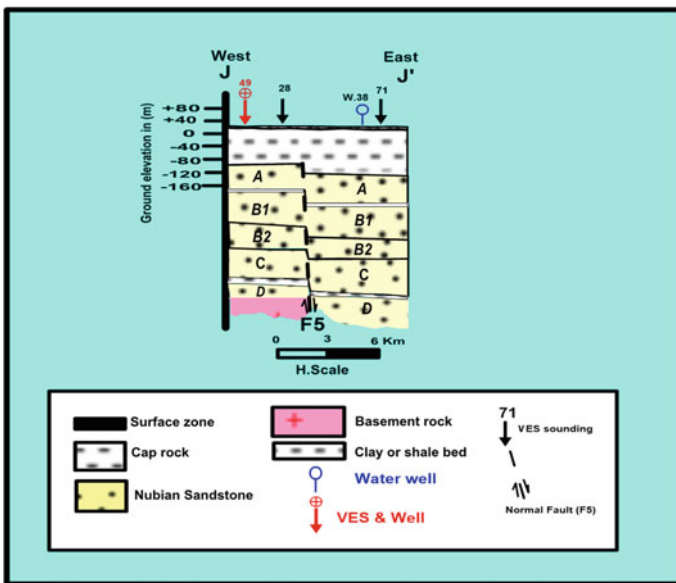 West
J
East
J'
49
28
W.38
71
Ground elevation in (m)
+80
+40
0
-40
-80
-120
-160
A
A
B1
B1
B2
B2
C
C
D
D
F5
0 3 6 Km
H.Scale
Surface zone
Cap rock
Nubian Sandstone
Basement rock
Clay or shale bed
Water well
VES & Well
71
VES sounding
Normal Fault (F5)